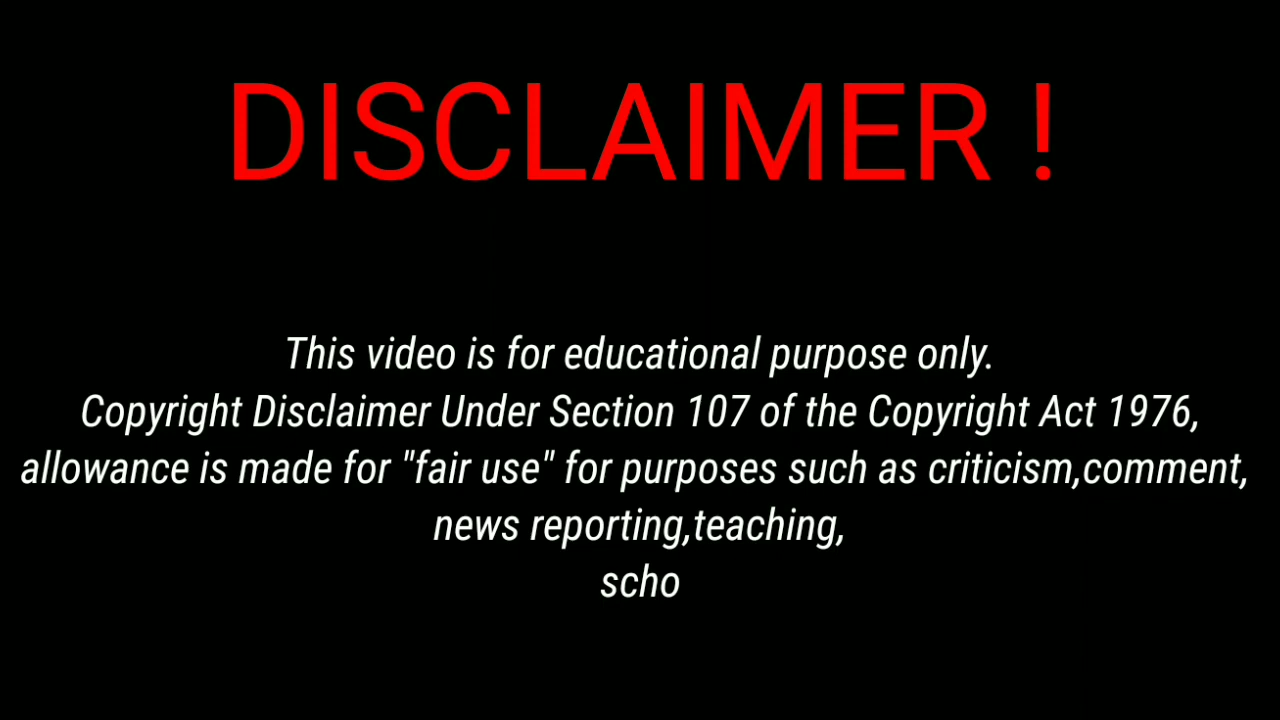 DISCLAIMER !
This video is for educational purpose only.
Copyright Disclaimer Under Section 107 of the Copyright Act 1976,
allowance is made for "fair use" for purposes such as criticism,comment,
news reporting,teaching,
scho